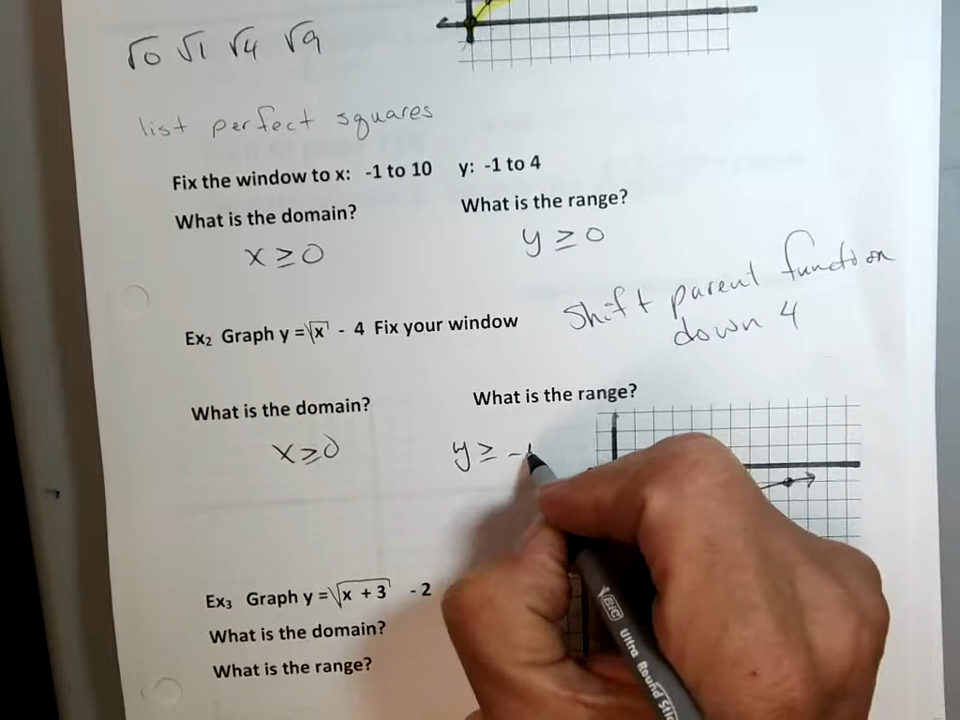 √0 √1 √4 √9
list perfect squares
Fix the window to x: -1 to 10 y: -1 to 4
What is the domain? What is the range?
x ≥ 0 y ≥ 0
Shift parent function
down 4
Ex2 Graph y = √x - 4 Fix your window
What is the domain? What is the range?
x ≥ 0 y ≥ -
Ex3 Graph y = √x + 3 - 2
What is the domain?
What is the range?
BIC Ultra Round Stic